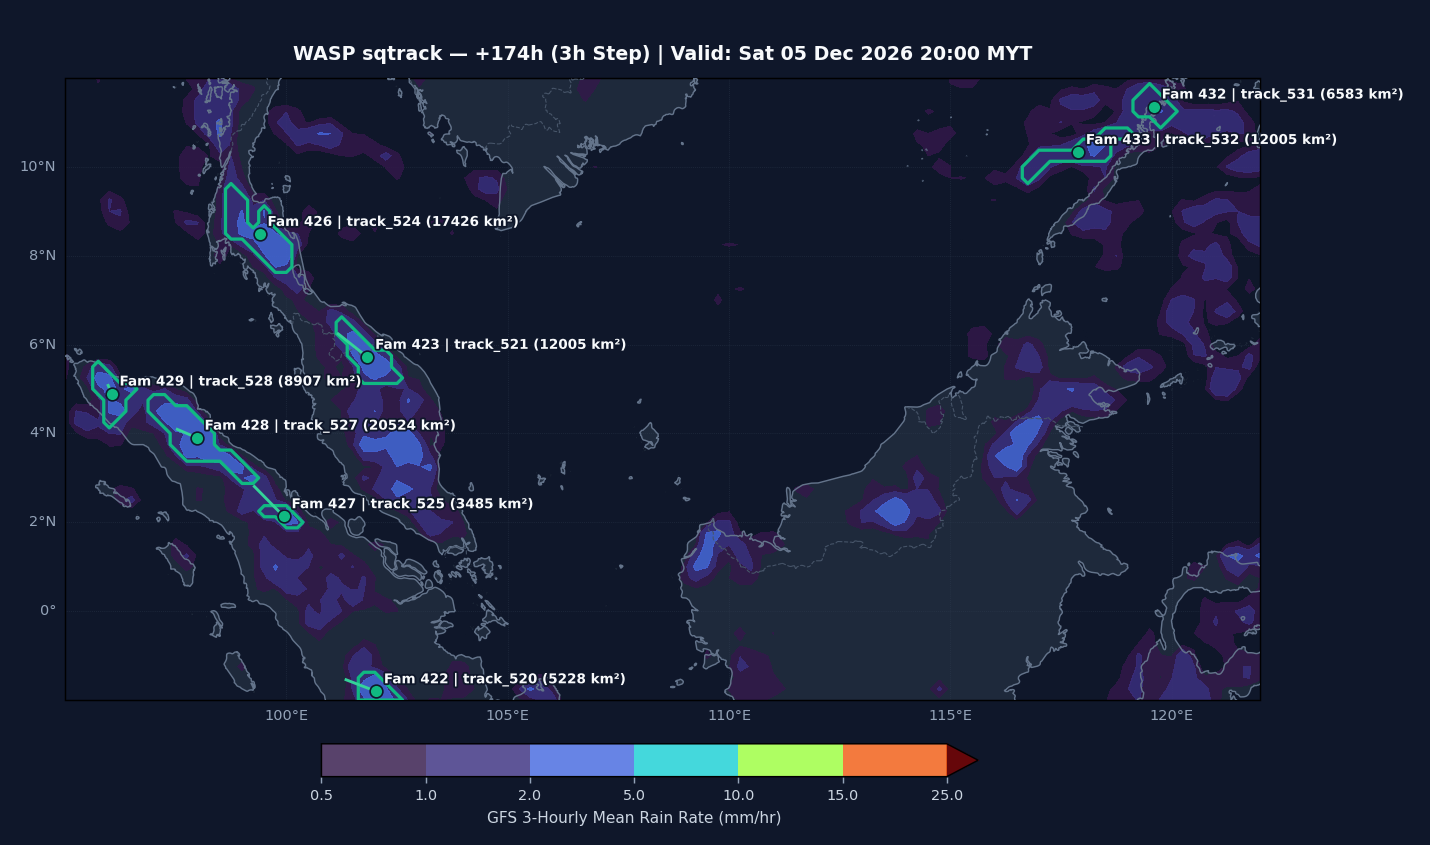 WASP sqtrack — +174h (3h Step) | Valid: Sat 05 Dec 2026 20:00 MYT
Fam 432 | track_531 (6583 km²)
Fam 433 | track_532 (12005 km²)
10°N
Fam 426 | track_524 (17426 km²)
8°N
6°N
Fam 423 | track_521 (12005 km²)
Fam 429 | track_528 (8907 km²)
4°N
Fam 428 | track_527 (20524 km²)
Fam 427 | track_525 (3485 km²)
2°N
0°
Fam 422 | track_520 (5228 km²)
100°E 105°E 110°E 115°E 120°E
0.5 1.0 2.0 5.0 10.0 15.0 25.0
GFS 3-Hourly Mean Rain Rate (mm/hr)